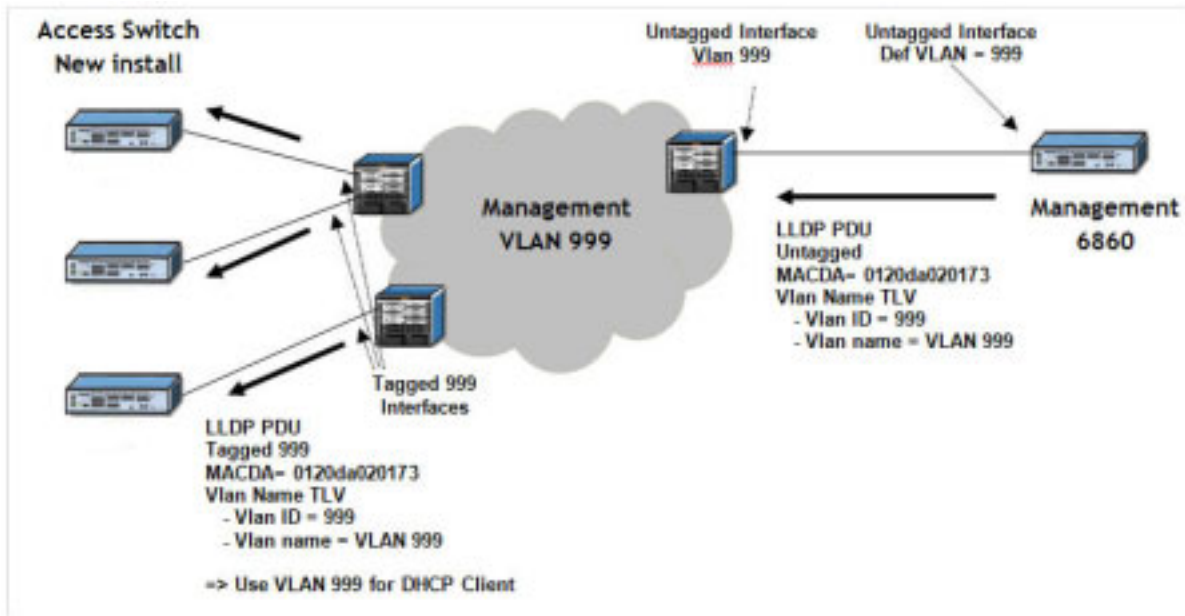 Access Switch
New install
Untagged Interface
Vlan 999
Untagged Interface
Def VLAN = 999
Management
VLAN 999
LLDP PDU
Untagged
MACDA= 0120da020173
Vlan Name TLV
- Vlan ID = 999
- Vlan name = VLAN 999
Management
6860
Tagged 999
Interfaces
LLDP PDU
Tagged 999
MACDA= 0120da020173
Vlan Name TLV
- Vlan ID = 999
- Vlan name = VLAN 999
=> Use VLAN 999 for DHCP Client